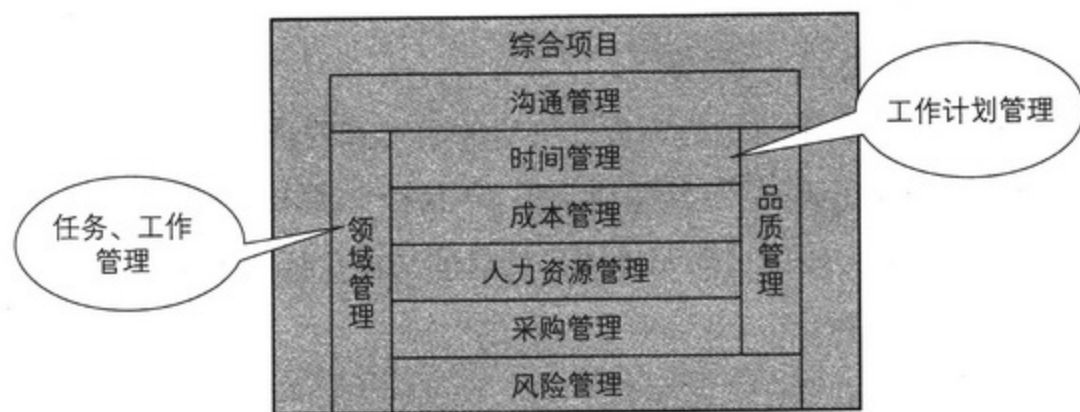 综合项目
沟通管理
工作计划管理
时间管理
任务、工作
管理
领域管理
成本管理
品质管理
人力资源管理
采购管理
风险管理